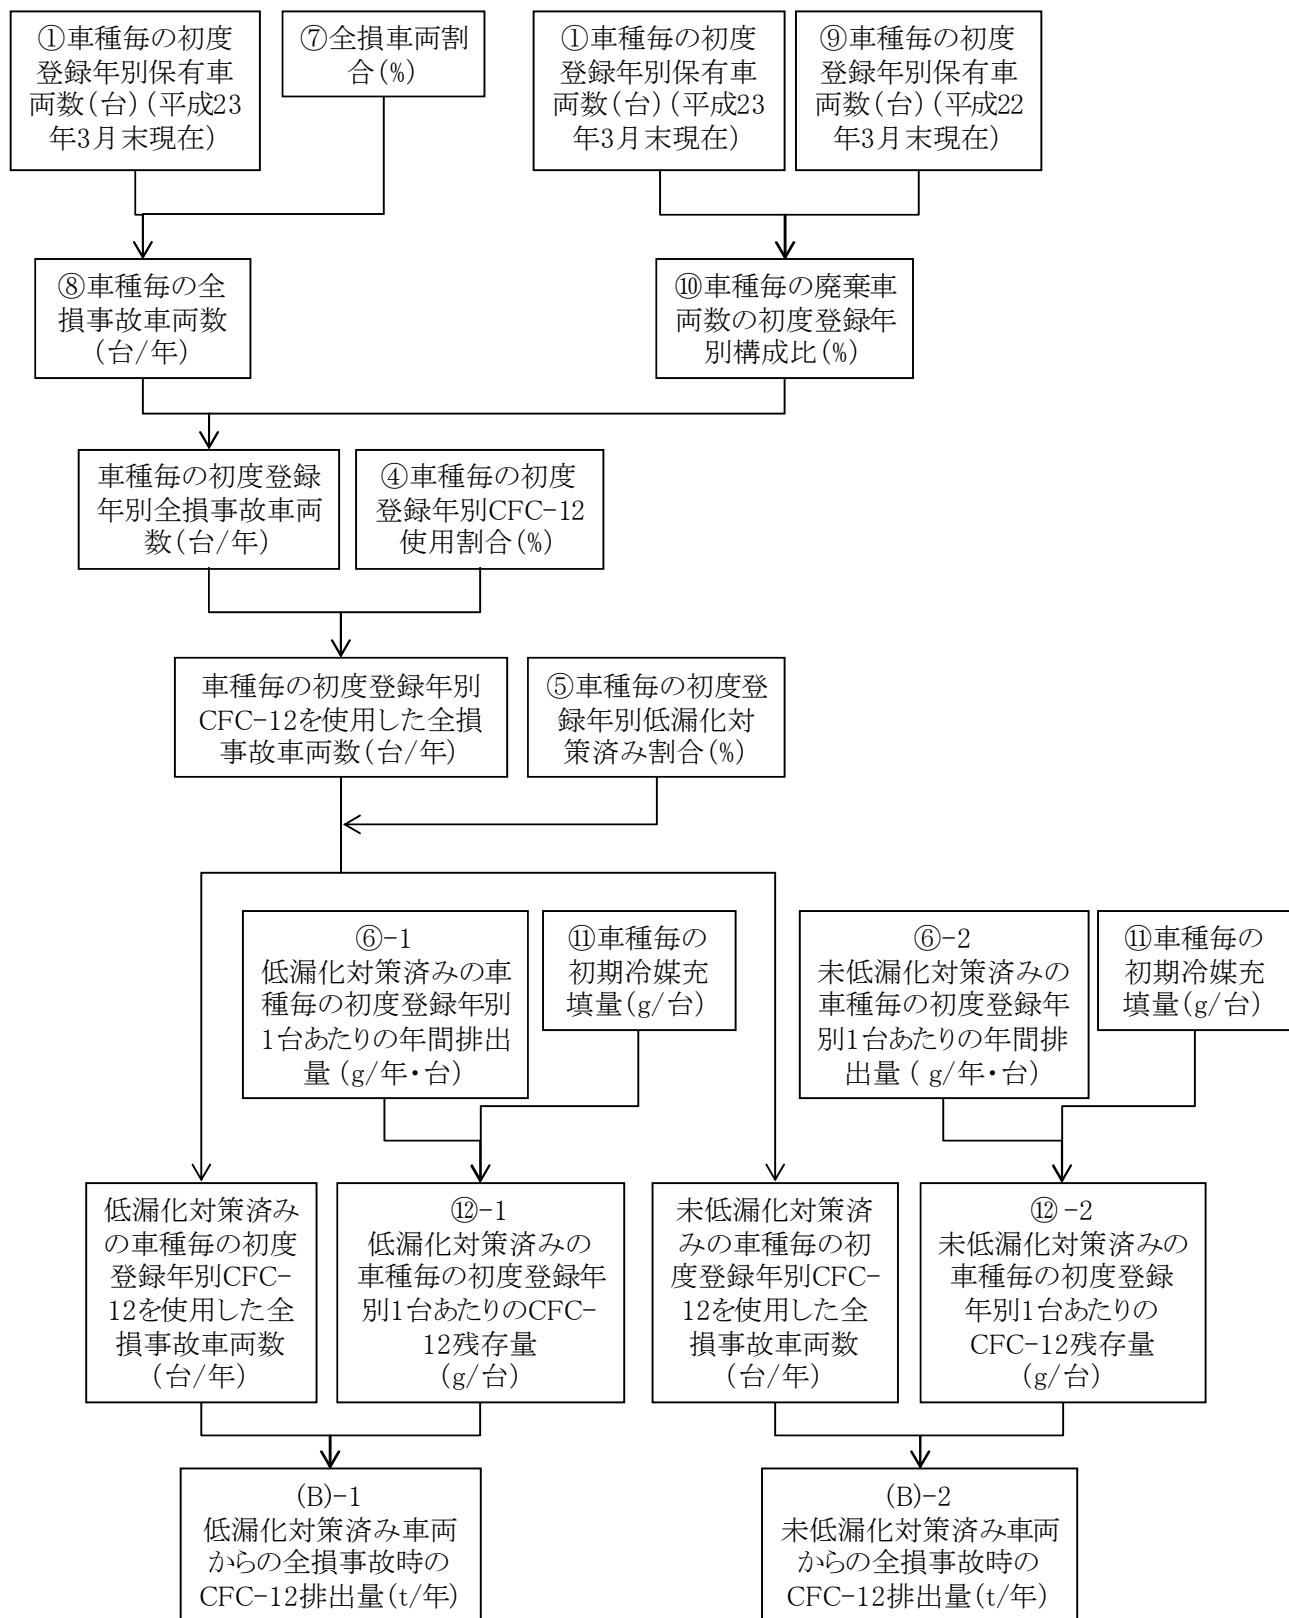 ①車種毎の初度
登録年別保有車
両数(台)(平成23
年3月末現在)
⑦全損車両割
合(%)
①車種毎の初度
登録年別保有車
両数(台)(平成23
年3月末現在)
⑨車種毎の初度
登録年別保有車
両数(台)(平成22
年3月末現在)
⑧車種毎の全
損事故車両数
(台/年)
⑩車種毎の廃棄車
両数の初度登録年
別構成比(%)
車種毎の初度登録
年別全損事故車両
数(台/年)
④車種毎の初度
登録年別CFC-12
使用割合(%)
車種毎の初度登録年別
CFC-12を使用した全損
事故車両数(台/年)
⑤車種毎の初度登
録年別低漏化対
策済み割合(%)
⑥-1
低漏化対策済みの車
種毎の初度登録年別
1台あたりの年間排出
量(g/年・台)
⑪車種毎の
初期冷媒充
填量(g/台)
⑥-2
未低漏化対策済みの
車種毎の初度登録年
別1台あたりの年間排
出量( g/年・台)
⑪車種毎の
初期冷媒充
填量(g/台)
低漏化対策済み
の車種毎の初度
登録年別CFC-
12を使用した全
損事故車両数
(台/年)
⑫-1
低漏化対策済みの
車種毎の初度登録年
別1台あたりのCFC-
12残存量
(g/台)
未低漏化対策済
みの車種毎の初
度登録年別CFC-
12を使用した全
損事故車両数
(台/年)
⑫-2
未低漏化対策済みの
車種毎の初度登録
年別1台あたりの
CFC-12残存量
(g/台)
(B)-1
低漏化対策済み車両
からの全損事故時の
CFC-12排出量(t/年)
(B)-2
未低漏化対策済み車両
からの全損事故時の
CFC-12排出量(t/年)